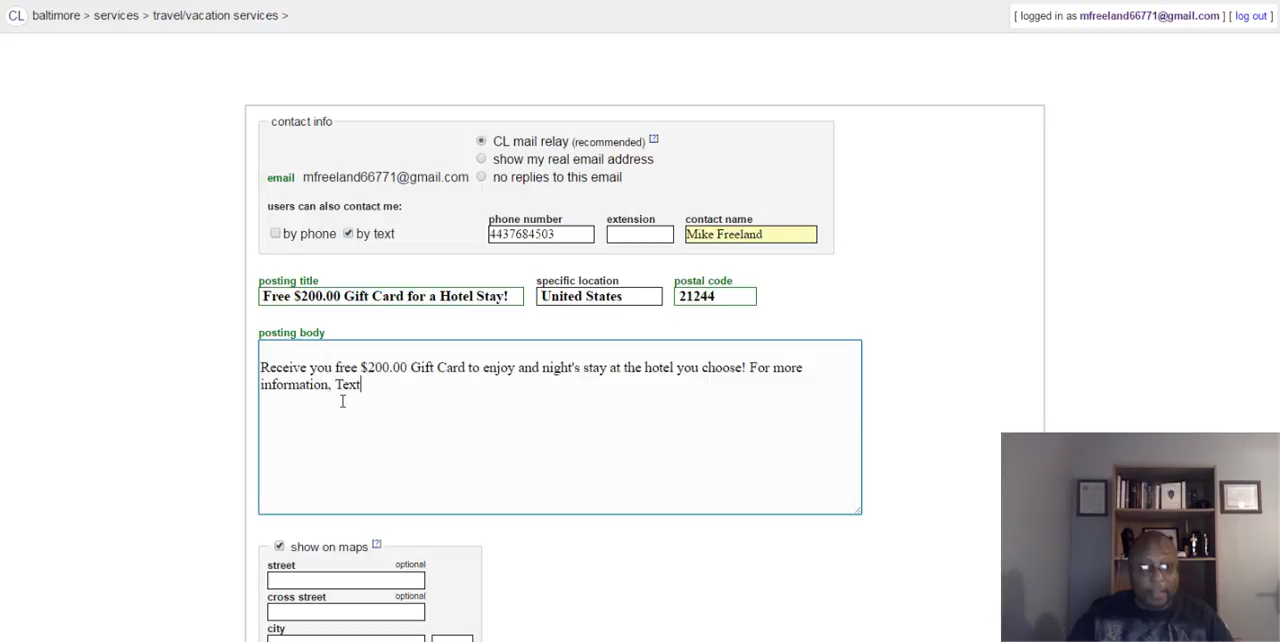 CL baltimore > services > travel/vacation services >
[ logged in as mfreeland66771@gmail.com ] [ log out ]
contact info
CL mail relay (recommended) [?]
show my real email address
email mfreeland66771@gmail.com no replies to this email
users can also contact me:
phone number extension contact name
by phone by text 4437684503 Mike Freeland
posting title specific location postal code
Free $200.00 Gift Card for a Hotel Stay! United States 21244
posting body
Receive you free $200.00 Gift Card to enjoy and night's stay at the hotel you choose! For more
information, Text
show on maps [?]
street optional
cross street optional
city